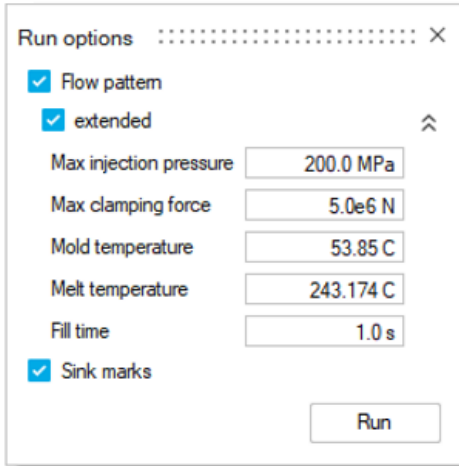 Run options
Flow pattern
extended
Max injection pressure 200.0 MPa
Max clamping force 5.0e6 N
Mold temperature 53.85 C
Melt temperature 243.174 C
Fill time 1.0 s
Sink marks
Run